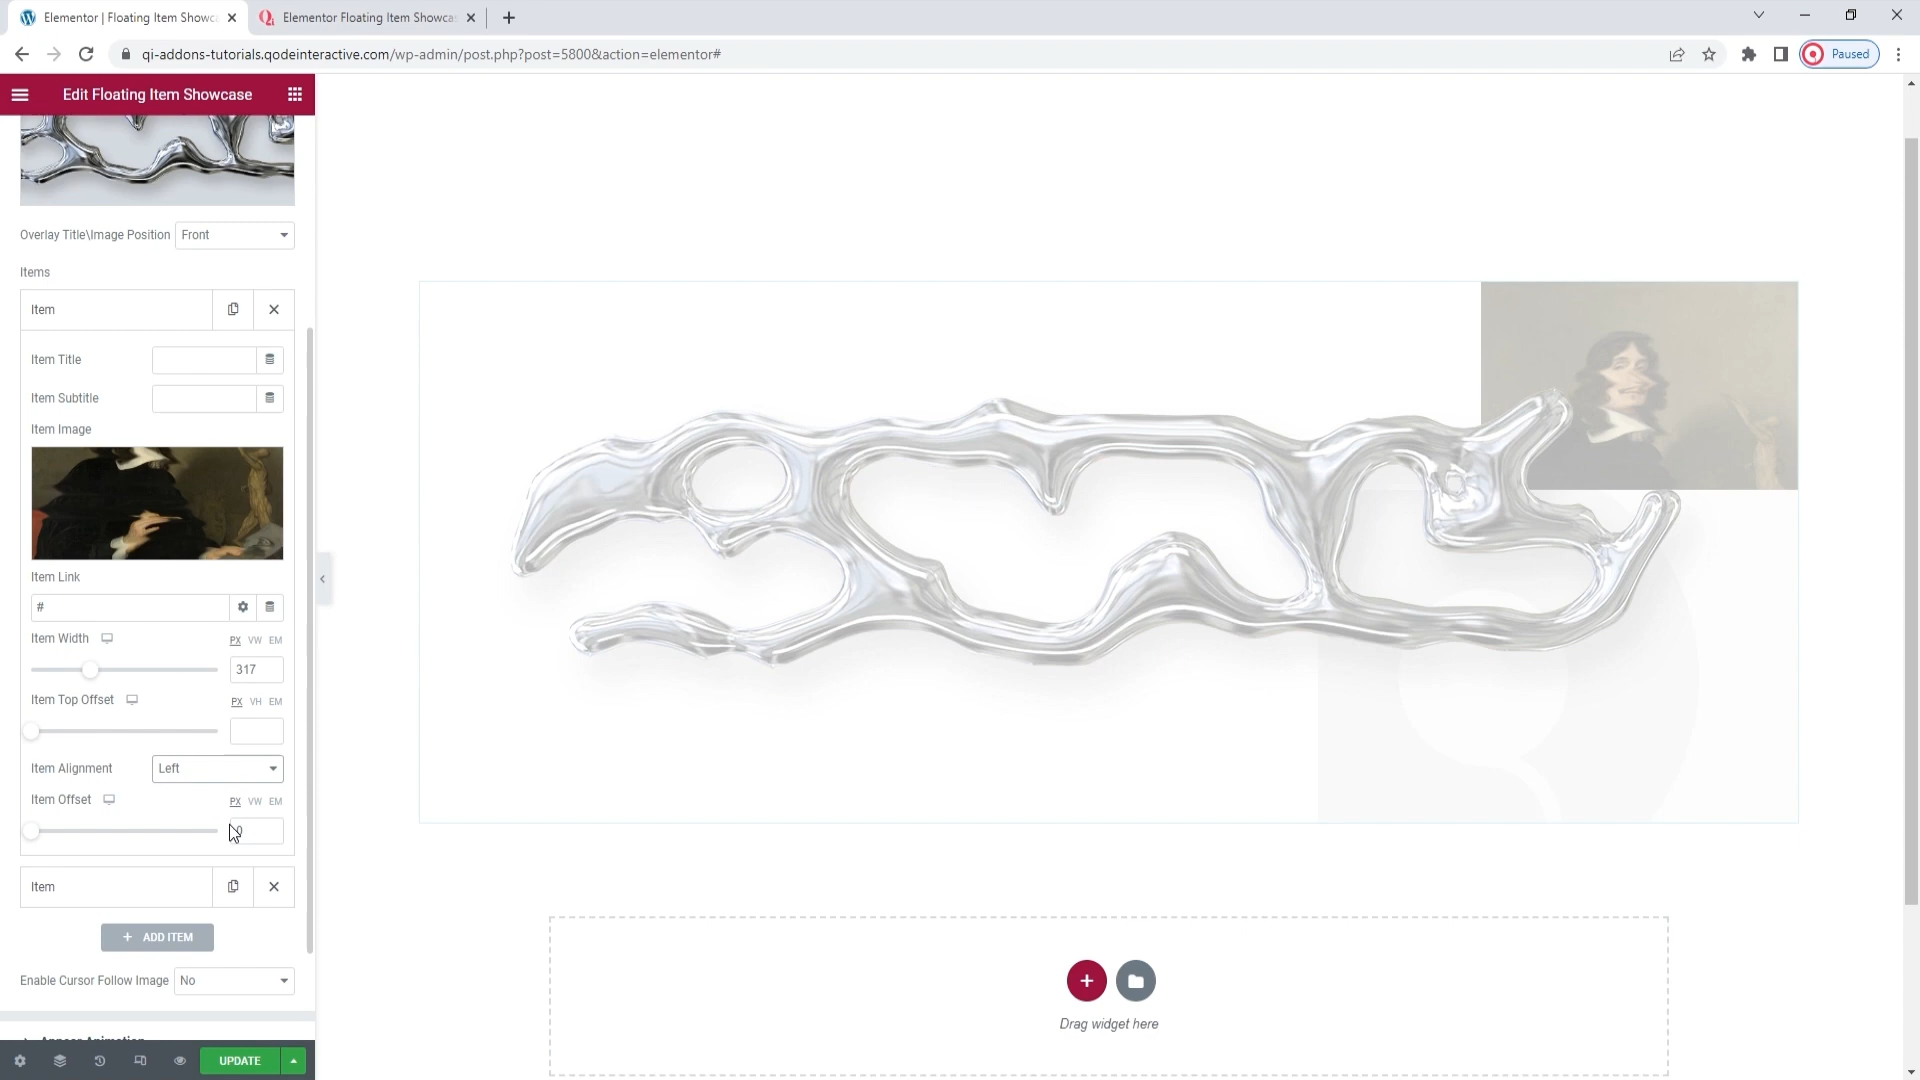 Elementor | Floating Item Showc
Elementor Floating Item Showca
qi-addons-tutorials.qodeinteractive.com/wp-admin/post.php?post=5800&action=elementor#
Paused
Edit Floating Item Showcase
Overlay Title\Image Position
Front
Items
Item
Item Title
Item Subtitle
Item Image
Item Link
#
Item Width
PX VW EM
317
Item Top Offset
PX VH EM
Item Alignment
Left
Item Offset
PX VW EM
0
Item
+ ADD ITEM
Enable Cursor Follow Image
No
Appear Animation
UPDATE
Drag widget here